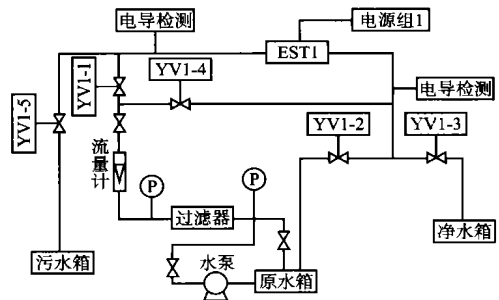 电导检测
电源组1
EST1
YV1-1
YV1-4
电导检测
YV1-5
YV1-2
YV1-3
流量计
P
P
过滤器
净水箱
污水箱
水泵
原水箱